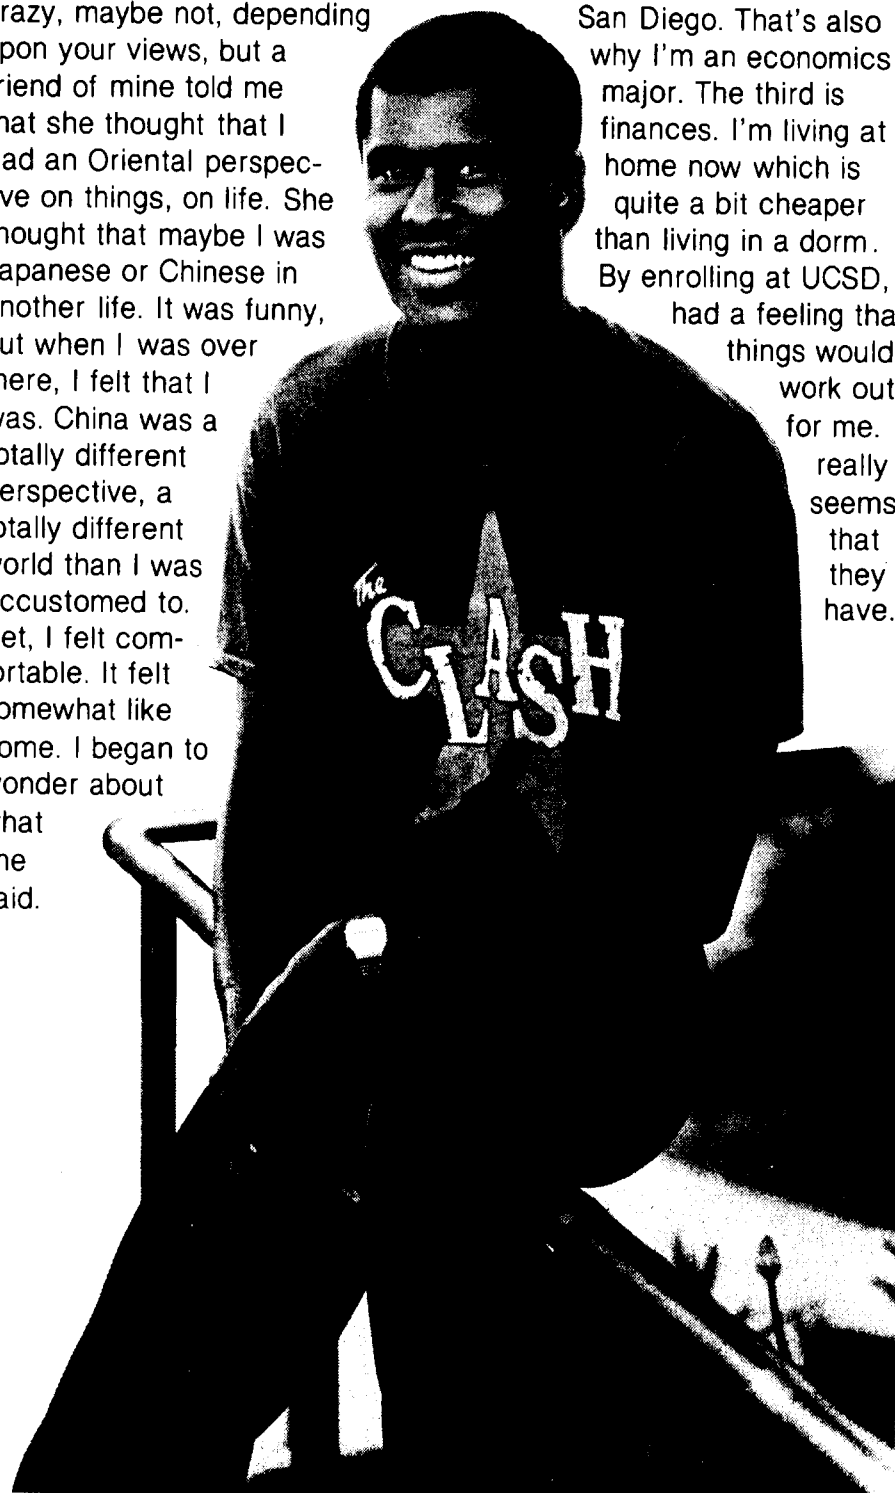 razy, maybe not, depending
pon your views, but a
riend of mine told me
hat she thought that I
ad an Oriental perspec-
ve on things, on life. She
hought that maybe I was
apanese or Chinese in
nother life. It was funny,
ut when I was over
here, I felt that I
vas. China was a
otally different
erspective, a
otally different
vorld than I was
ccustomed to.
et, I felt com-
ortable. It felt
omewhat like
ome. I began to
vonder about
hat
he
aid.
San Diego. That's also
why I'm an economics
major. The third is
finances. I'm living at
home now which is
quite a bit cheaper
than living in a dorm.
By enrolling at UCSD,
had a feeling tha
things would
work out
for me.
really
seems
that
they
have.
The
CLASH